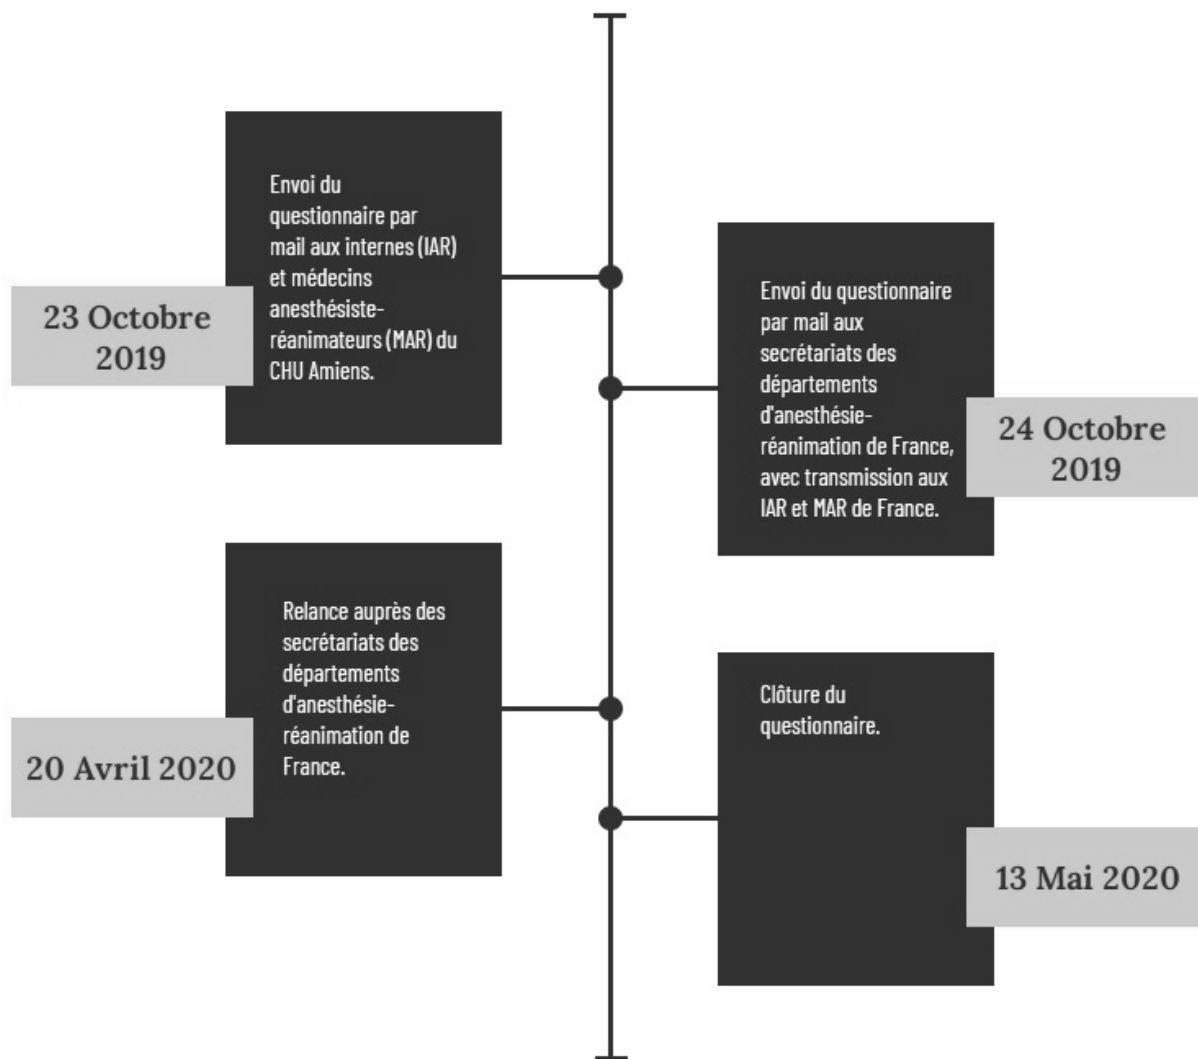 Envoi du
questionnaire par
mail aux internes (IAR)
et médecins
anesthésiste-
réanimateurs (MAR) du
CHU Amiens.
23 Octobre
2019
Envoi du questionnaire
par mail aux
secrétariats des
départements
d'anesthésie-
réanimation de France,
avec transmission aux
IAR et MAR de France.
24 Octobre
2019
Relance auprès des
secrétariats des
départements
d'anesthésie-
réanimation de
France.
20 Avril 2020
Clôture du
questionnaire.
13 Mai 2020